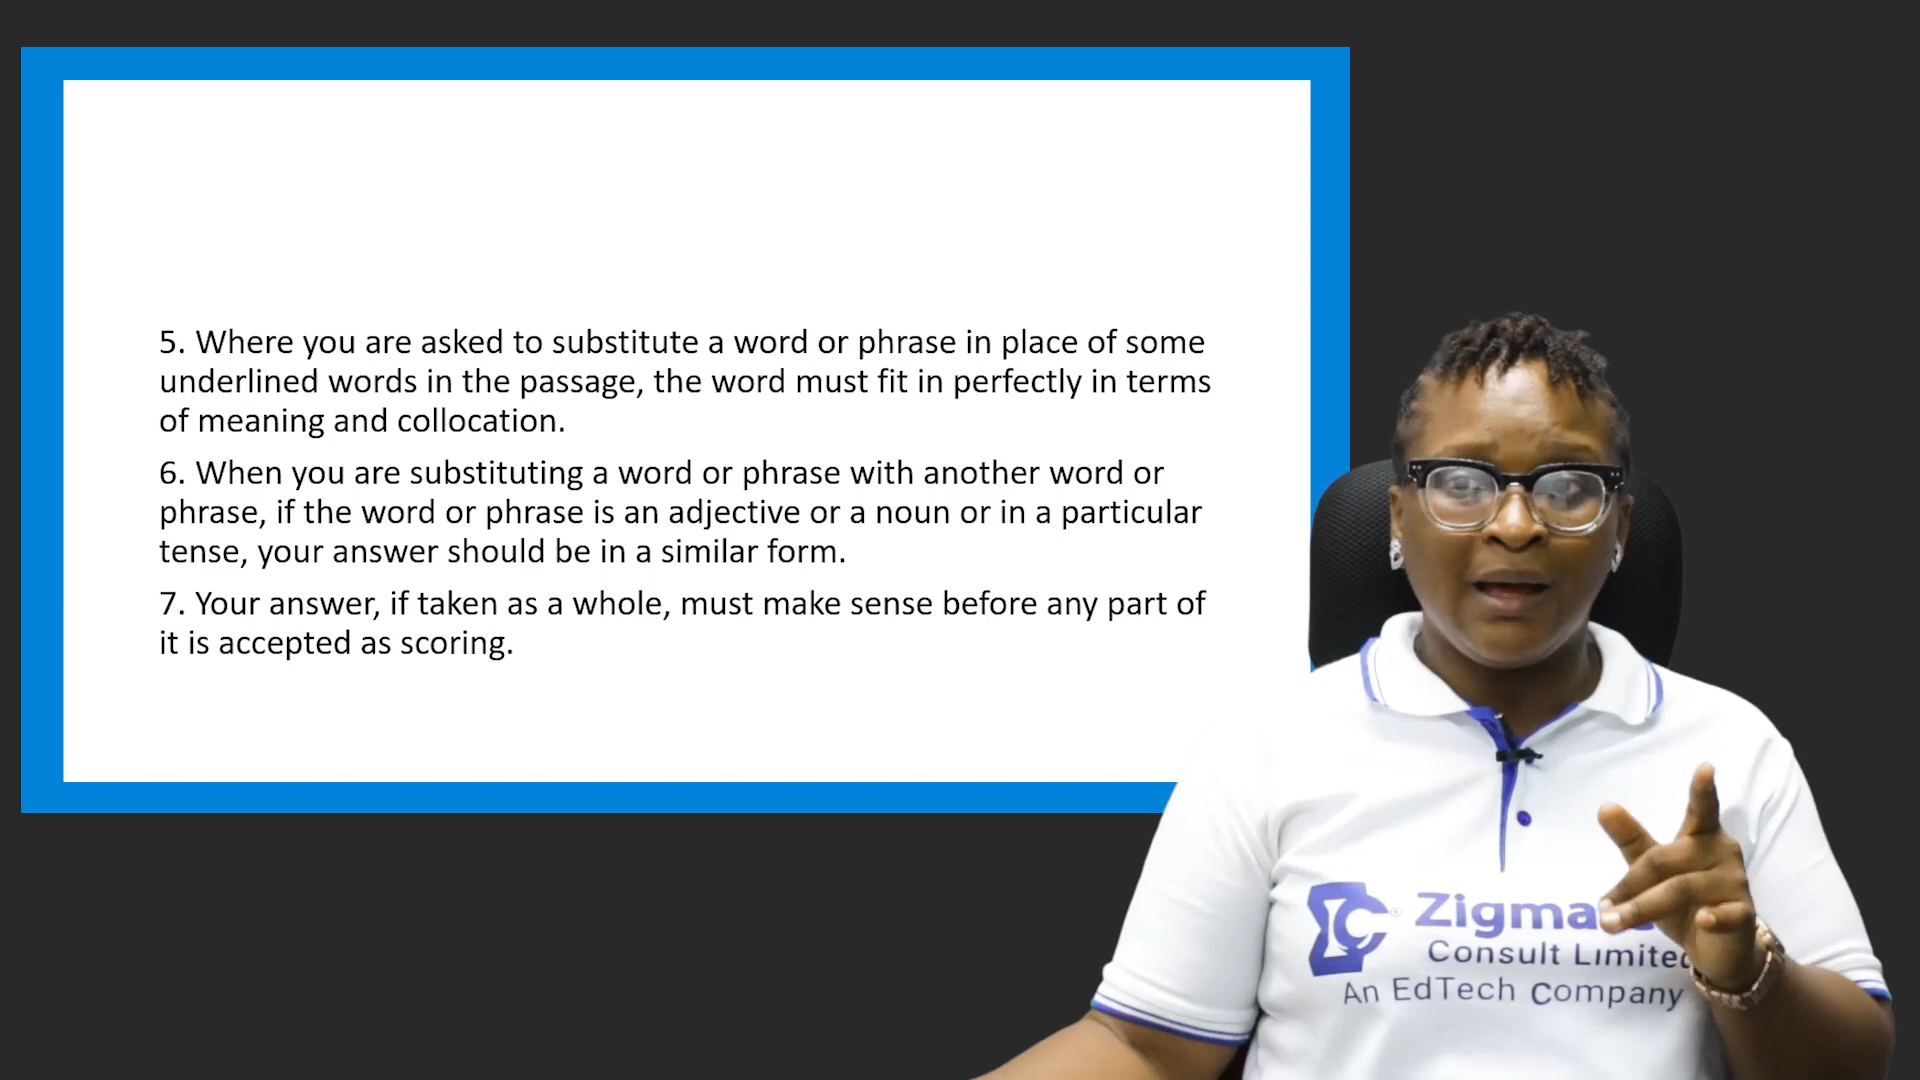 5. Where you are asked to substitute a word or phrase in place of some
underlined words in the passage, the word must fit in perfectly in terms
of meaning and collocation.
6. When you are substituting a word or phrase with another word or
phrase, if the word or phrase is an adjective or a noun or in a particular
tense, your answer should be in a similar form.
7. Your answer, if taken as a whole, must make sense before any part of
it is accepted as scoring.
Consult Limited
An EdTech Company